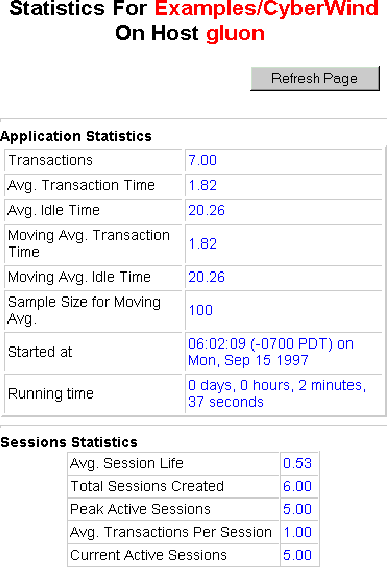 Statistics For Examples/CyberWind
On Host gluon
Refresh Page
Application Statistics
Transactions 7.00
Avg. Transaction Time 1.82
Avg. Idle Time 20.26
Moving Avg. Transaction
Time 1.82
Moving Avg. Idle Time 20.26
Sample Size for Moving
Avg. 100
Started at 06:02:09 (-0700 PDT) on
Mon, Sep 15 1997
Running time 0 days, 0 hours, 2 minutes,
37 seconds
Sessions Statistics
Avg. Session Life 0.53
Total Sessions Created 6.00
Peak Active Sessions 5.00
Avg. Transactions Per Session 1.00
Current Active Sessions 5.00